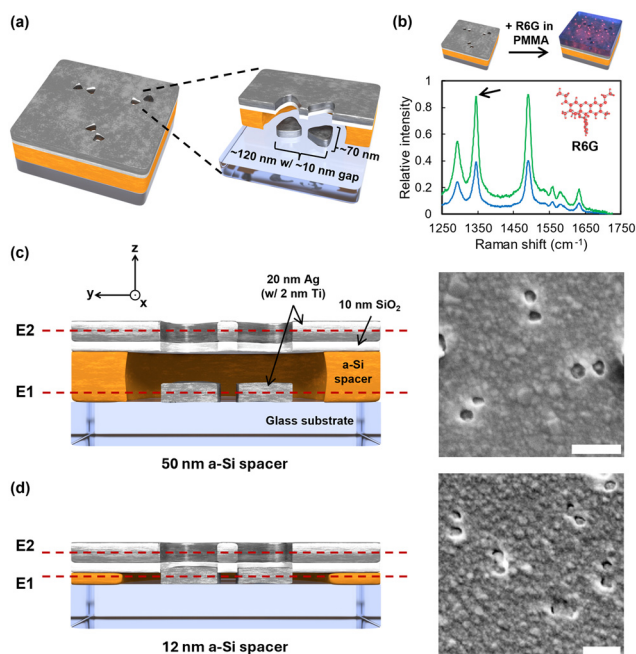 (a)
~70 nm
~120 nm w/ ~10 nm gap
(b)
+ R6G in
PMMA
Relative intensity
1
0.8
0.6
0.4
0.2
0
R6G
1250 1350 1450 1550 1650 1750
Raman shift (cm⁻¹)
(c)
z
y
x
20 nm Ag
(w/ 2 nm Ti)
10 nm SiO₂
E2
a-Si
spacer
E1
Glass substrate
50 nm a-Si spacer
(d)
E2
E1
12 nm a-Si spacer